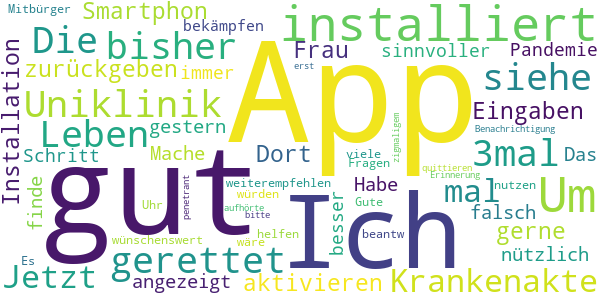 Mitbürger Smartphon installiert
bekämpfen
Die bisher App Frau sinnvoller Pandemie
zurückgeben immer erst siehe
Installation Uniklinik Eingaben
Leben gestern Benachrichtigung
zignaligem
Schritt Mache Dort viele Fragen 3mal Das
gut Ich quittieren
finde penetrant weiterempfehlen Habe Erinnerung mal Um
würden Gute nutzen
Uhr aufhörte bitte besser falsch gerne
wünschenswert wäre helfen beantw nützlich
Es gerettet
Jetzt angezeigt aktivieren Krankenakte